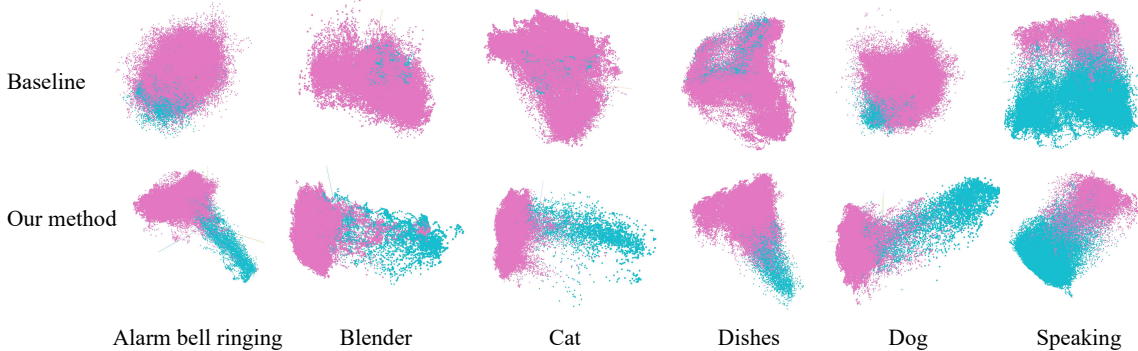 Baseline
Our method
Alarm bell ringing Blender Cat Dishes Dog Speaking